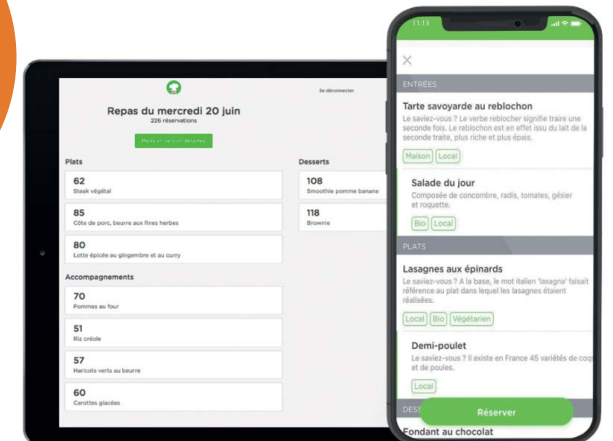 Se déconnecter
Repas du mercredi 20 juin
226 réservations
Plats
62
Steak végétal
85
Côte de porc, beurre aux fines herbes
80
Lotte épicée au gingembre et au curry
Accompagnements
70
Pommes au four
51
Riz créole
57
Haricots verts au beurre
60
Carottes glacées
Desserts
108
Smoothie pomme banane
118
Brownie
11:13
ENTRÉES
Tarte savoyarde au reblochon
Le saviez-vous ? Le verbe reblocher signifie traire une
seconde fois. Le reblochon est en effet issu du lait de la
seconde traite, plus riche et plus épais.
Maison Local
Salade du jour
Composée de concombre, radis, tomates, gésier
et roquette.
Bio Local
PLATS
Lasagnes aux épinards
Le saviez-vous ? A la base, le mot italien 'lasagna' faisait
référence au plat dans lequel les lasagnes étaient
réalisées.
Local Bio Végétarien
Demi-poulet
Le saviez-vous ? Il existe en France 45 variétés de coqs
et de poules.
Local
DESS
Réserver
Fondant au chocolat